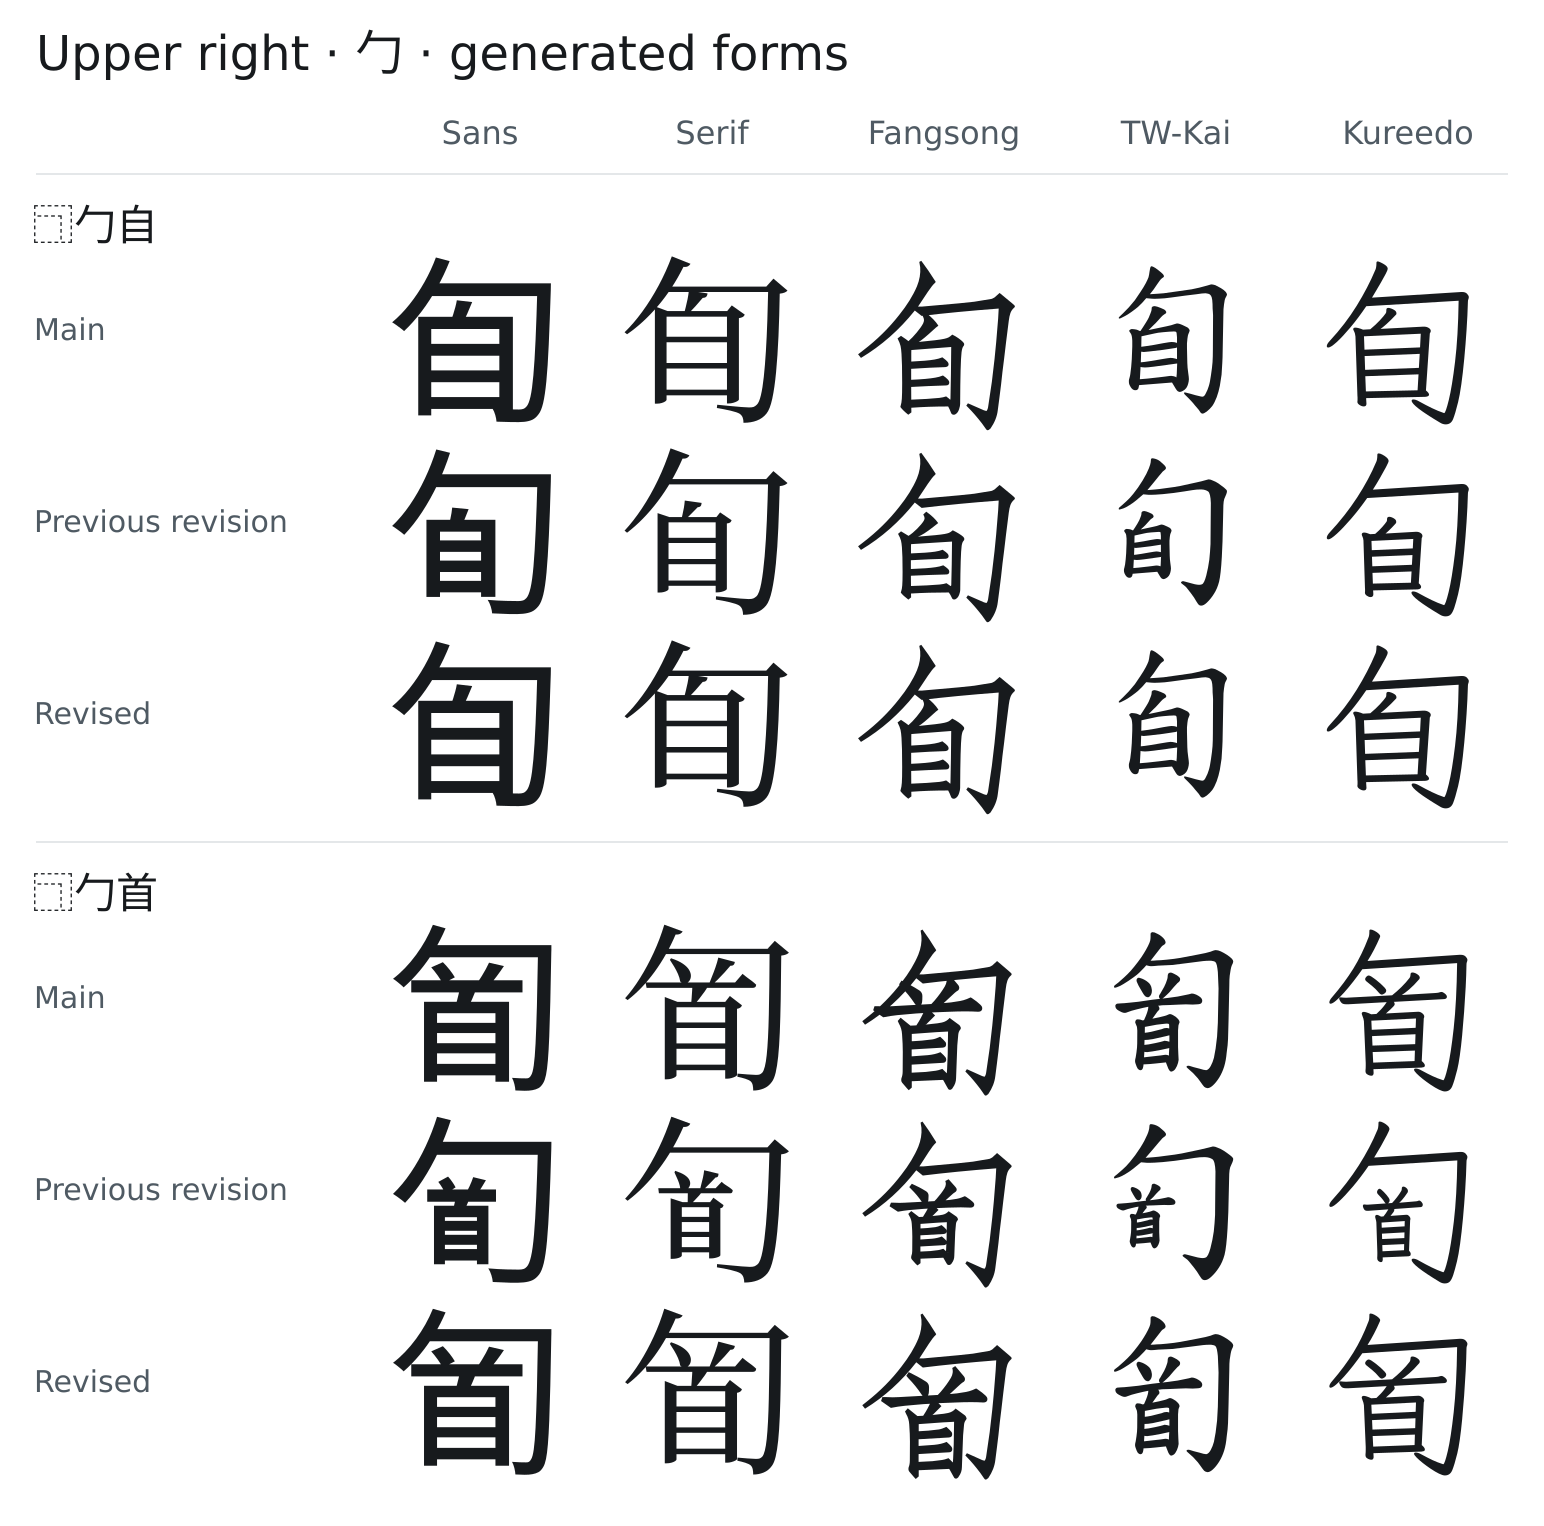 Upper right · 勹 · generated forms
Sans Serif Fangsong TW-Kai Kureedo
⿹勹自
Main
Previous revision
Revised
⿹勹首
Main
Previous revision
Revised